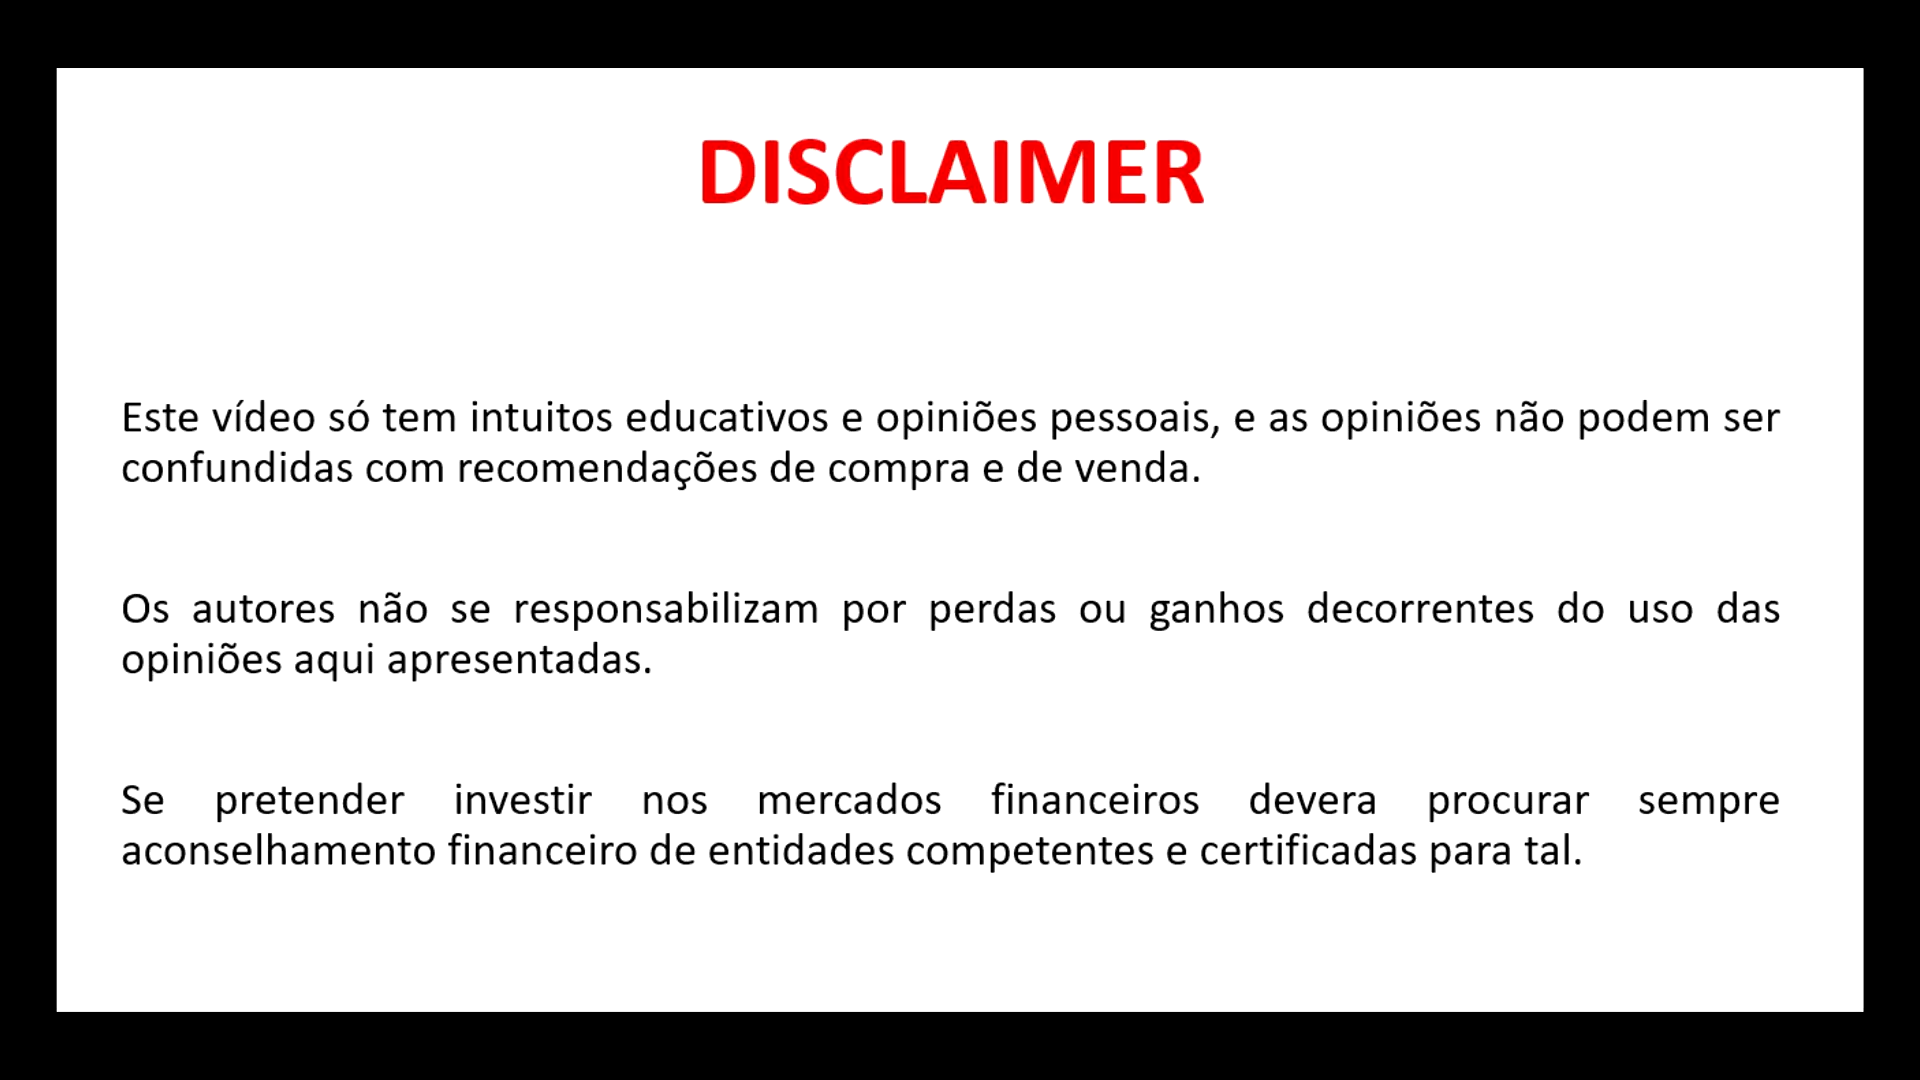 DISCLAIMER
Este vídeo só tem intuitos educativos e opiniões pessoais, e as opiniões não podem ser
confundidas com recomendações de compra e de venda.
Os autores não se responsabilizam por perdas ou ganhos decorrentes do uso das
opiniões aqui apresentadas.
Se pretender investir nos mercados financeiros devera procurar sempre
aconselhamento financeiro de entidades competentes e certificadas para tal.